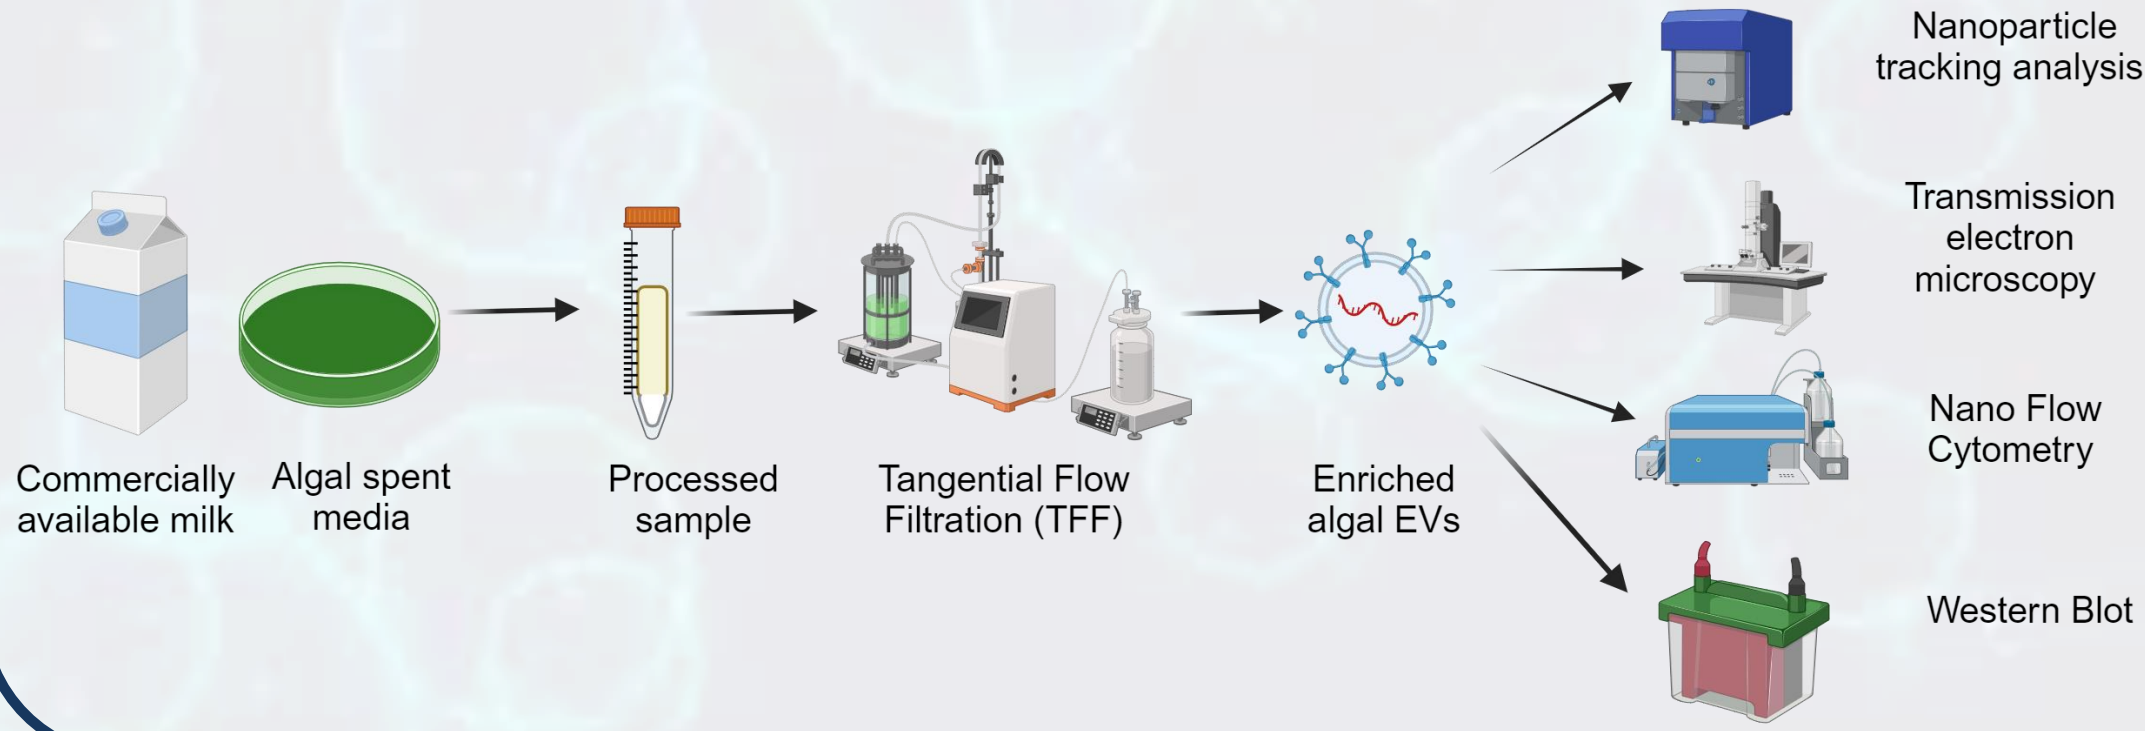 Commercially
available milk
Algal spent
media
Processed
sample
Tangential Flow
Filtration (TFF)
Enriched
algal EVs
Nanoparticle
tracking analysis
Transmission
electron
microscopy
Nano Flow
Cytometry
Western Blot